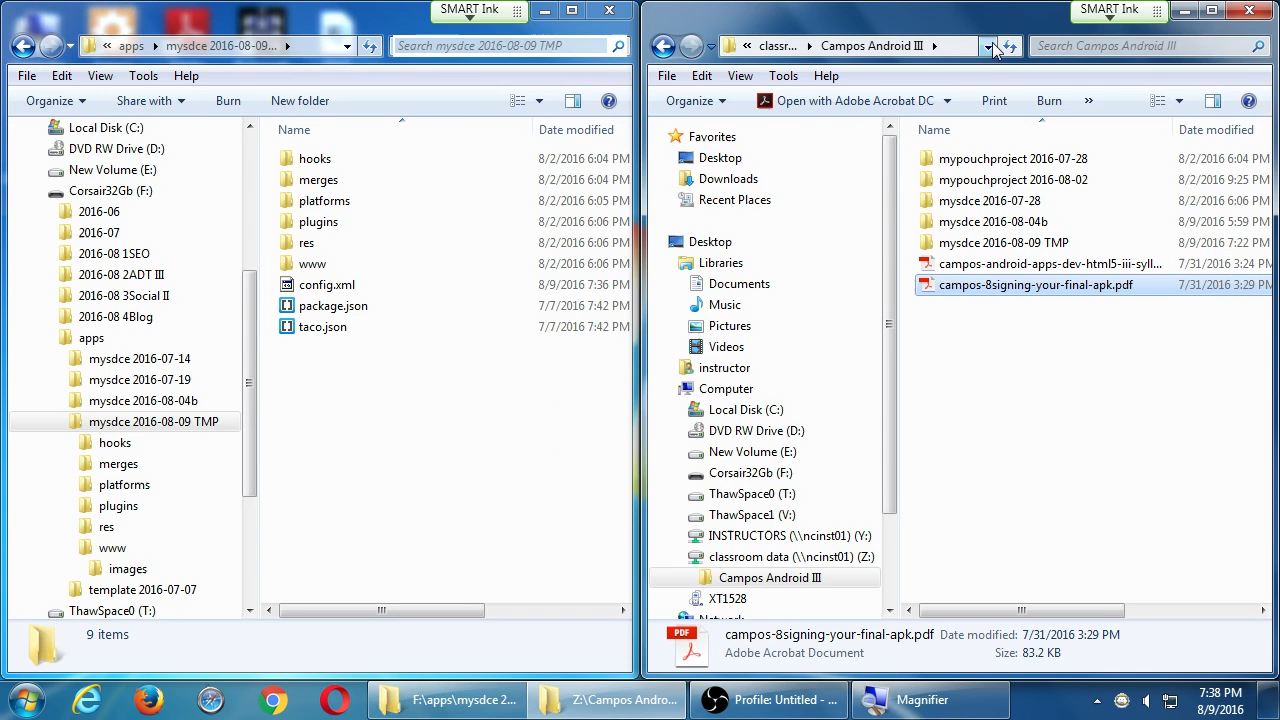 SMART Ink
SMART Ink
« apps ▸ mysdce 2016-08-09... ▸
Search mysdce 2016-08-09 TMP
« classr... ▸ Campos Android III ▸
Search Campos Android III
File Edit View Tools Help
File Edit View Tools Help
Organize Share with Burn New folder
Organize Open with Adobe Acrobat DC Print Burn »
Local Disk (C:)
DVD RW Drive (D:)
New Volume (E:)
Corsair32Gb (F:)
2016-06
2016-07
2016-08 1SEO
2016-08 2ADT III
2016-08 3Social II
2016-08 4Blog
apps
mysdce 2016-07-14
mysdce 2016-07-19
mysdce 2016-08-04b
mysdce 2016-08-09 TMP
hooks
merges
platforms
plugins
res
www
images
template 2016-07-07
ThawSpace0 (T:)
Name Date modified
hooks 8/2/2016 6:04 PM
merges 8/2/2016 6:04 PM
platforms 8/2/2016 6:05 PM
plugins 8/2/2016 6:06 PM
res 8/2/2016 6:06 PM
www 8/2/2016 6:06 PM
config.xml 8/9/2016 7:36 PM
package.json 7/7/2016 7:42 PM
taco.json 7/7/2016 7:42 PM
9 items
Favorites
Desktop
Downloads
Recent Places
Desktop
Libraries
Documents
Music
Pictures
Videos
instructor
Computer
Local Disk (C:)
DVD RW Drive (D:)
New Volume (E:)
Corsair32Gb (F:)
ThawSpace0 (T:)
ThawSpace1 (V:)
INSTRUCTORS (\\ncinst01) (Y:)
classroom data (\\ncinst01) (Z:)
Campos Android III
XT1528
Name Date modified
mypouchproject 2016-07-28 8/2/2016 6:04 PM
mypouchproject 2016-08-02 8/2/2016 9:25 PM
mysdce 2016-07-28 8/2/2016 6:06 PM
mysdce 2016-08-04b 8/9/2016 5:59 PM
mysdce 2016-08-09 TMP 8/9/2016 7:22 PM
campos-android-apps-dev-html5-iii-syll... 7/31/2016 3:24 PM
campos-8signing-your-final-apk.pdf 7/31/2016 3:29 PM
PDF
campos-8signing-your-final-apk.pdf Date modified: 7/31/2016 3:29 PM
Adobe Acrobat Document Size: 83.2 KB
F:\apps\mysdce 2... Z:\Campos Andro... Profile: Untitled - ... Magnifier
7:38 PM
8/9/2016